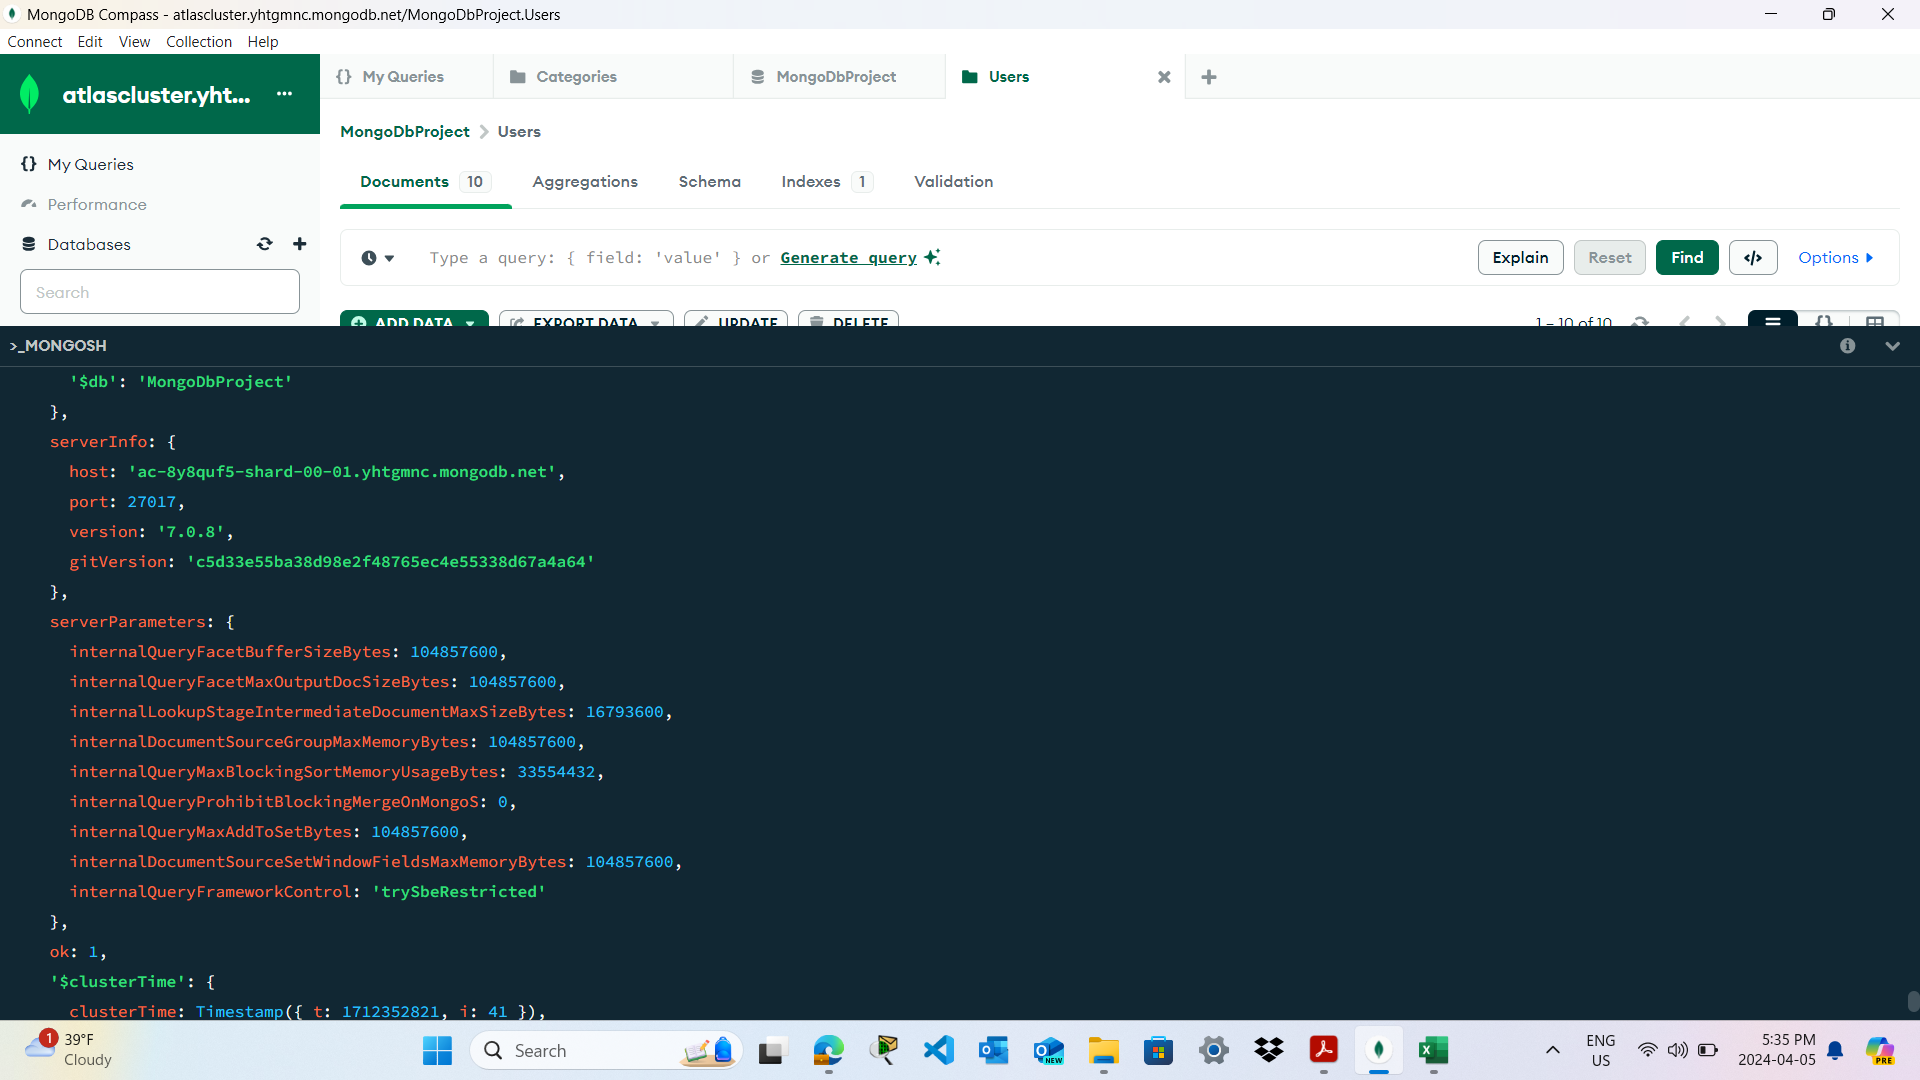 MongoDB Compass - atlascluster.yhtgmnc.mongodb.net/MongoDbProject.Users
Connect Edit View Collection Help
atlascluster.yht... ...
{} My Queries
Categories
MongoDbProject
Users
MongoDbProject > Users
{} My Queries
Performance
Databases
Search
Documents 10 Aggregations Schema Indexes 1 Validation
Type a query: { field: 'value' } or Generate query
Explain Reset Find </> Options
ADD DATA EXPORT DATA UPDATE DELETE 1 – 10 of 10 {}
>_MONGOSH
'$db': 'MongoDbProject'
},
serverInfo: {
host: 'ac-8y8quf5-shard-00-01.yhtgmnc.mongodb.net',
port: 27017,
version: '7.0.8',
gitVersion: 'c5d33e55ba38d98e2f48765ec4e55338d67a4a64'
},
serverParameters: {
internalQueryFacetBufferSizeBytes: 104857600,
internalQueryFacetMaxOutputDocSizeBytes: 104857600,
internalLookupStageIntermediateDocumentMaxSizeBytes: 16793600,
internalDocumentSourceGroupMaxMemoryBytes: 104857600,
internalQueryMaxBlockingSortMemoryUsageBytes: 33554432,
internalQueryProhibitBlockingMergeOnMongoS: 0,
internalQueryMaxAddToSetBytes: 104857600,
internalDocumentSourceSetWindowFieldsMaxMemoryBytes: 104857600,
internalQueryFrameworkControl: 'trySbeRestricted'
},
ok: 1,
'$clusterTime': {
clusterTime: Timestamp({ t: 1712352821, i: 41 }),
1 39°F
Cloudy
Search
NEW
ENG
US
5:35 PM
2024-04-05
PRE